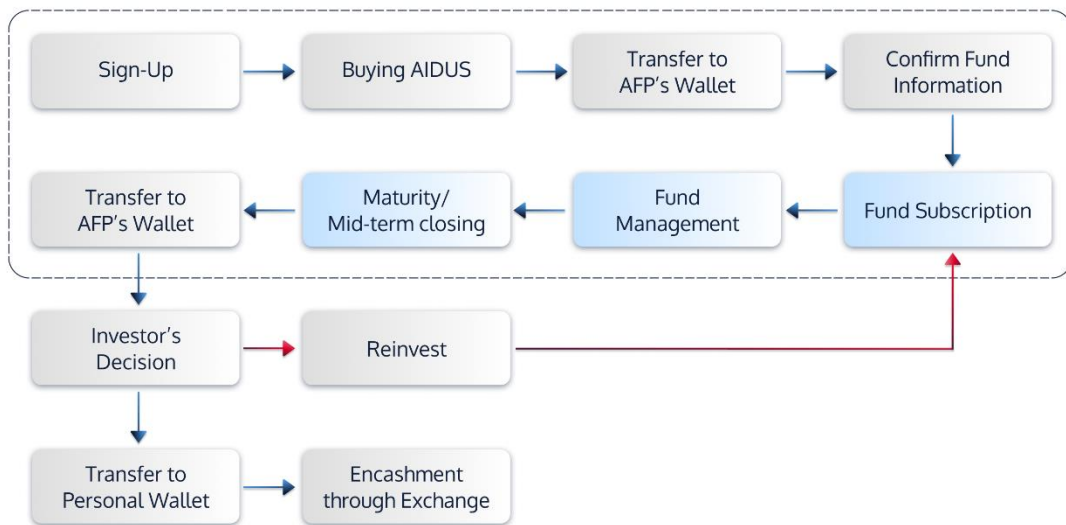 Sign-Up
Buying AIDUS
Transfer to
AFP's Wallet
Confirm Fund
Information
Transfer to
AFP's Wallet
Maturity/
Mid-term closing
Fund
Management
Fund Subscription
Investor's
Decision
Reinvest
Transfer to
Personal Wallet
Encashment
through Exchange